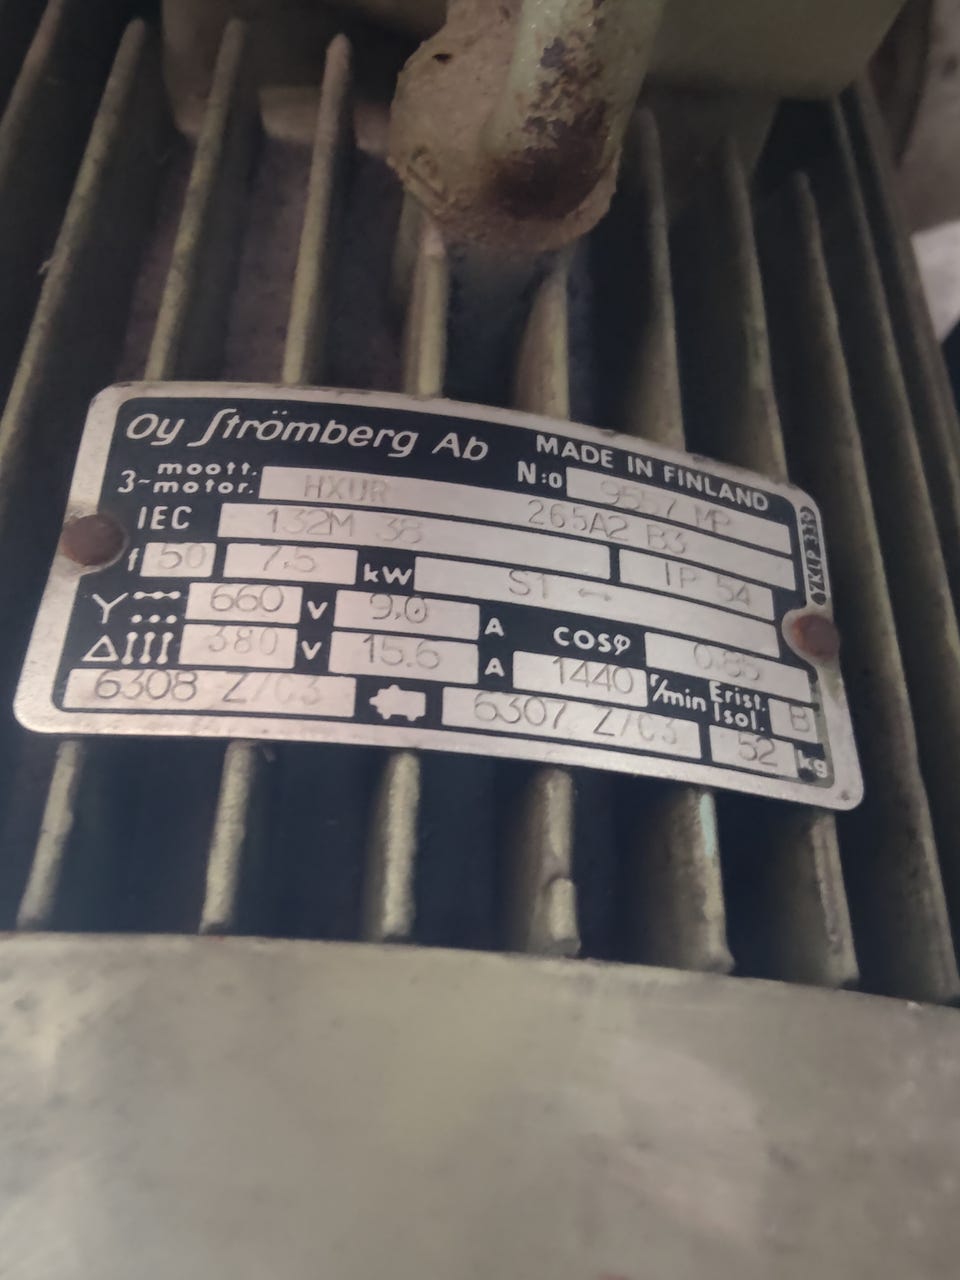 Oy Strömberg Ab MADE IN FINLAND
3~ moott. motor. HXUR N:o 9557 MP
IEC 132M 38 265A2 B3
f 50 7,5 kW S1 IP 54
Y 660 V 9,0 A cosφ 0.85
Δ 380 V 15.6 A 1440 r/min Erist. Isol. B
6308 Z/C3 6307 Z/C3 52 kg